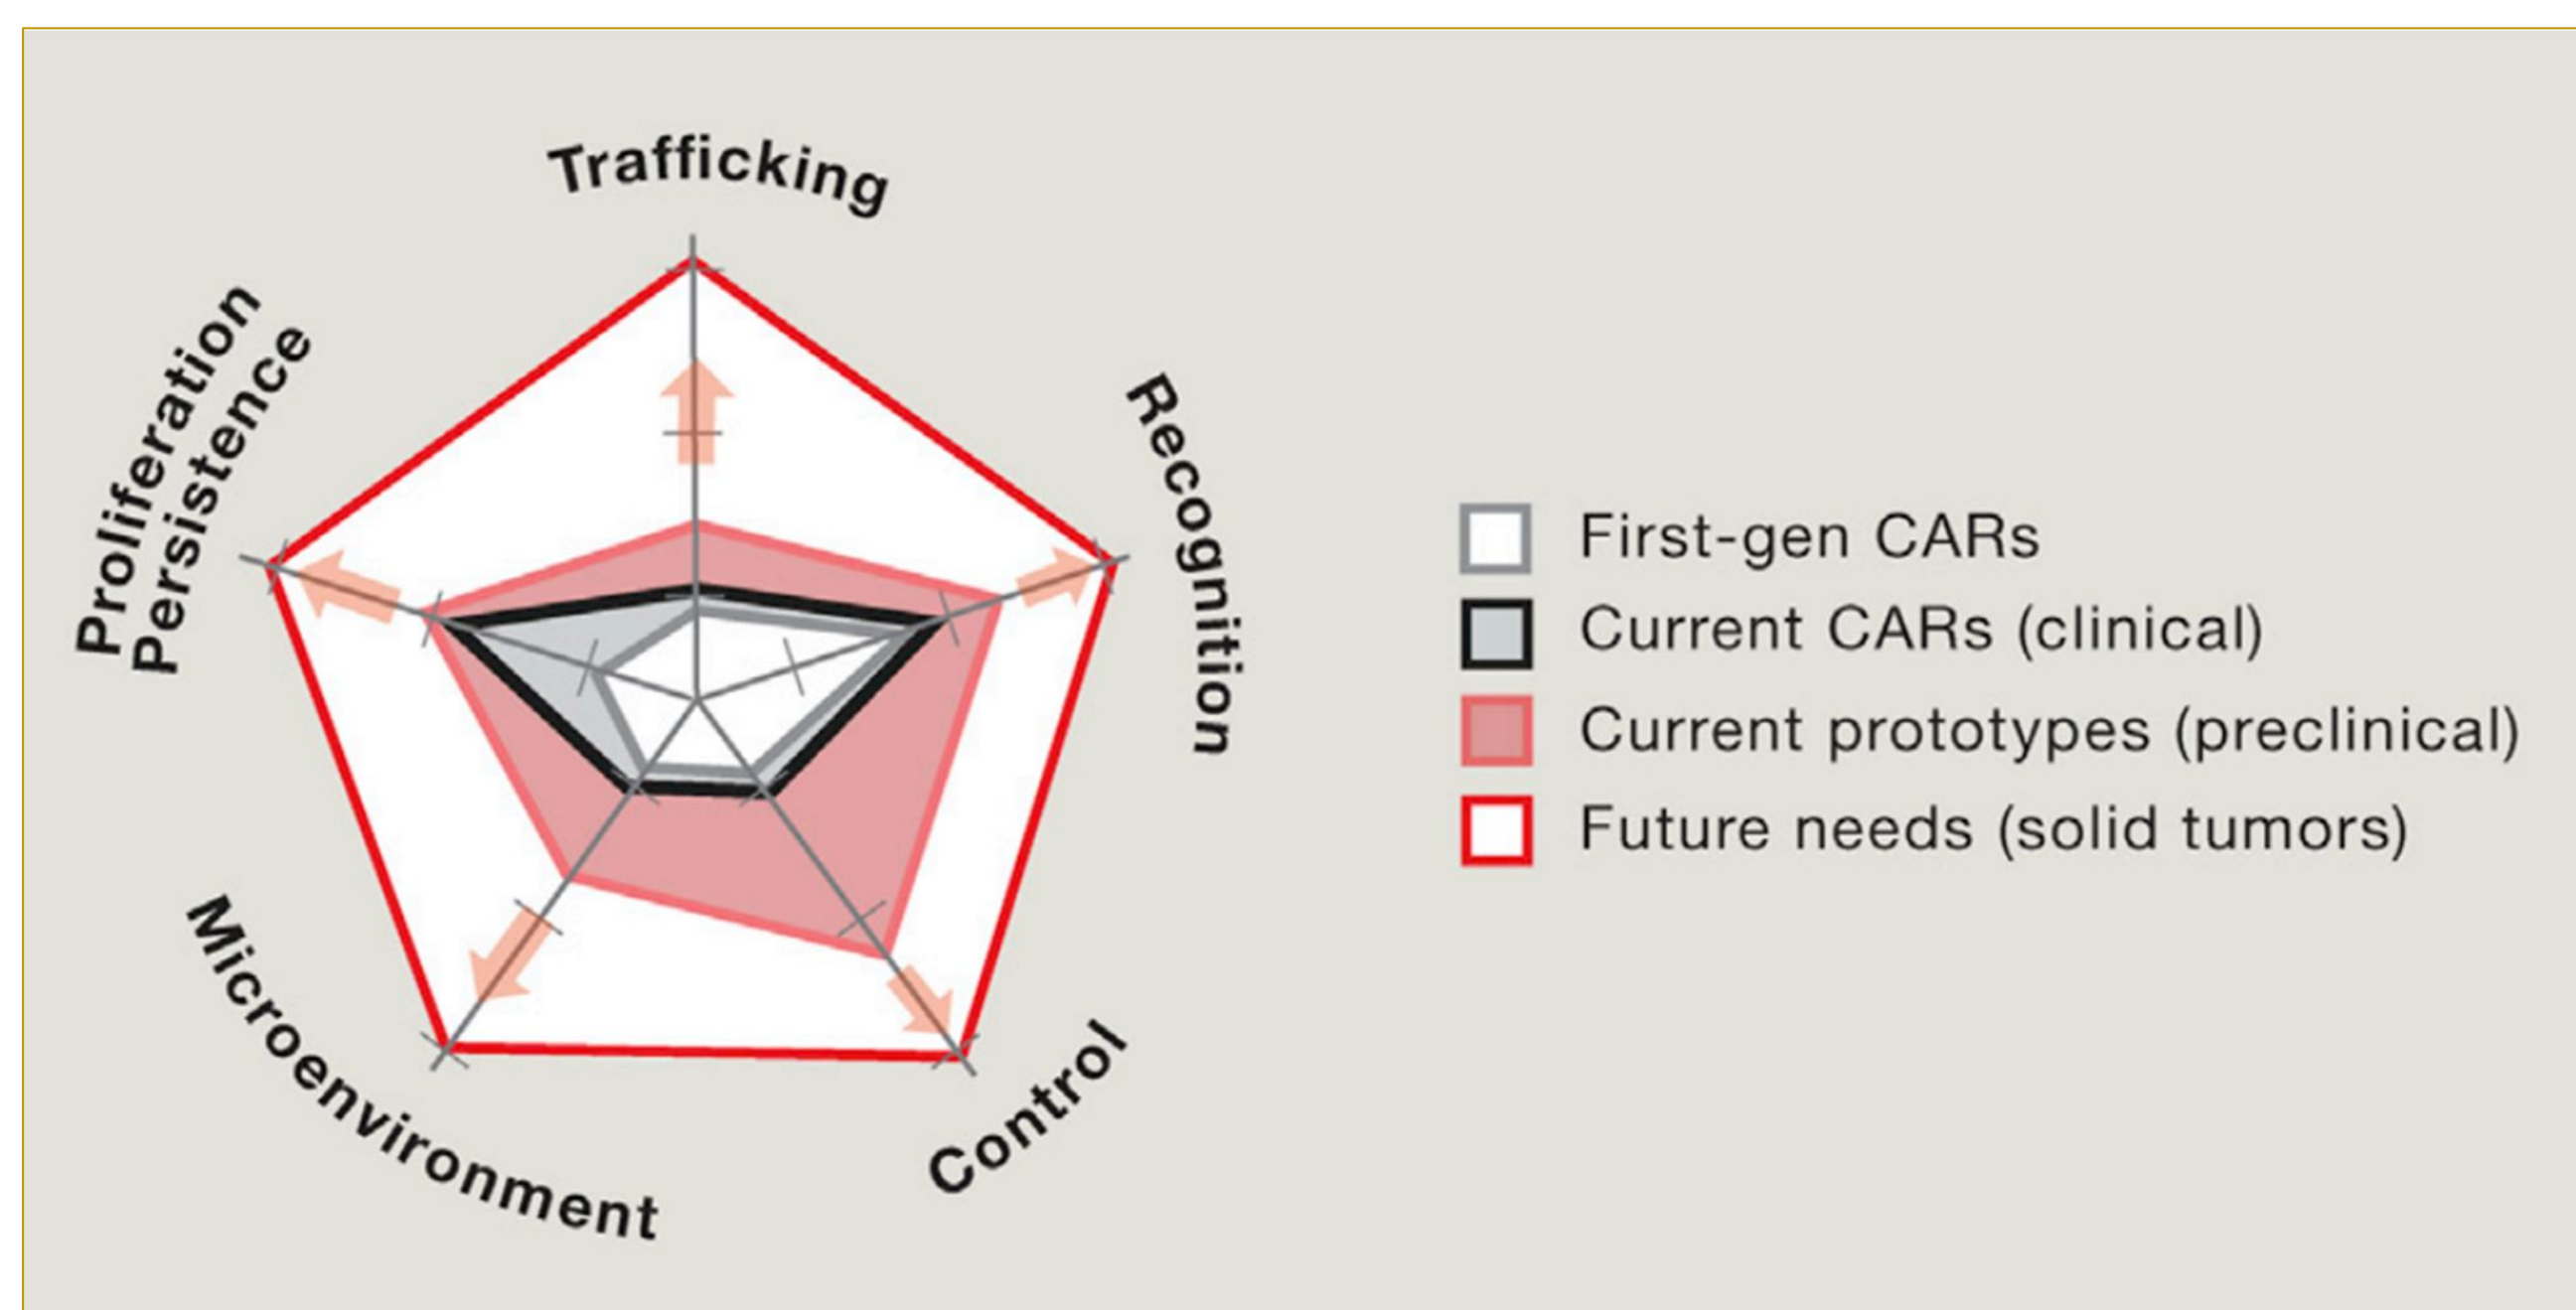 Trafficking
Recognition
Proliferation
Persistence
Microenvironment
Control
First-gen CARs
Current CARs (clinical)
Current prototypes (preclinical)
Future needs (solid tumors)